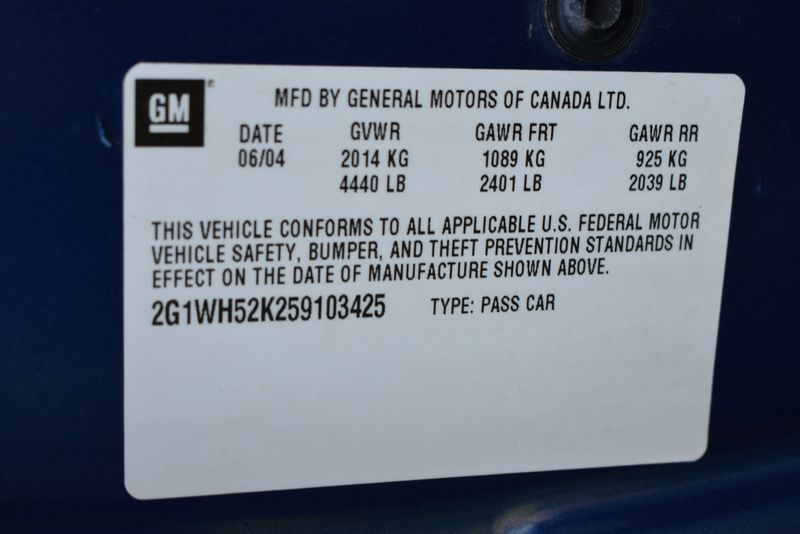 GM
MFD BY GENERAL MOTORS OF CANADA LTD.
DATE GVWR GAWR FRT GAWR RR
06/04 2014 KG 1089 KG 925 KG
4440 LB 2401 LB 2039 LB
THIS VEHICLE CONFORMS TO ALL APPLICABLE U.S. FEDERAL MOTOR
VEHICLE SAFETY, BUMPER, AND THEFT PREVENTION STANDARDS IN
EFFECT ON THE DATE OF MANUFACTURE SHOWN ABOVE.
2G1WH52K259103425 TYPE: PASS CAR